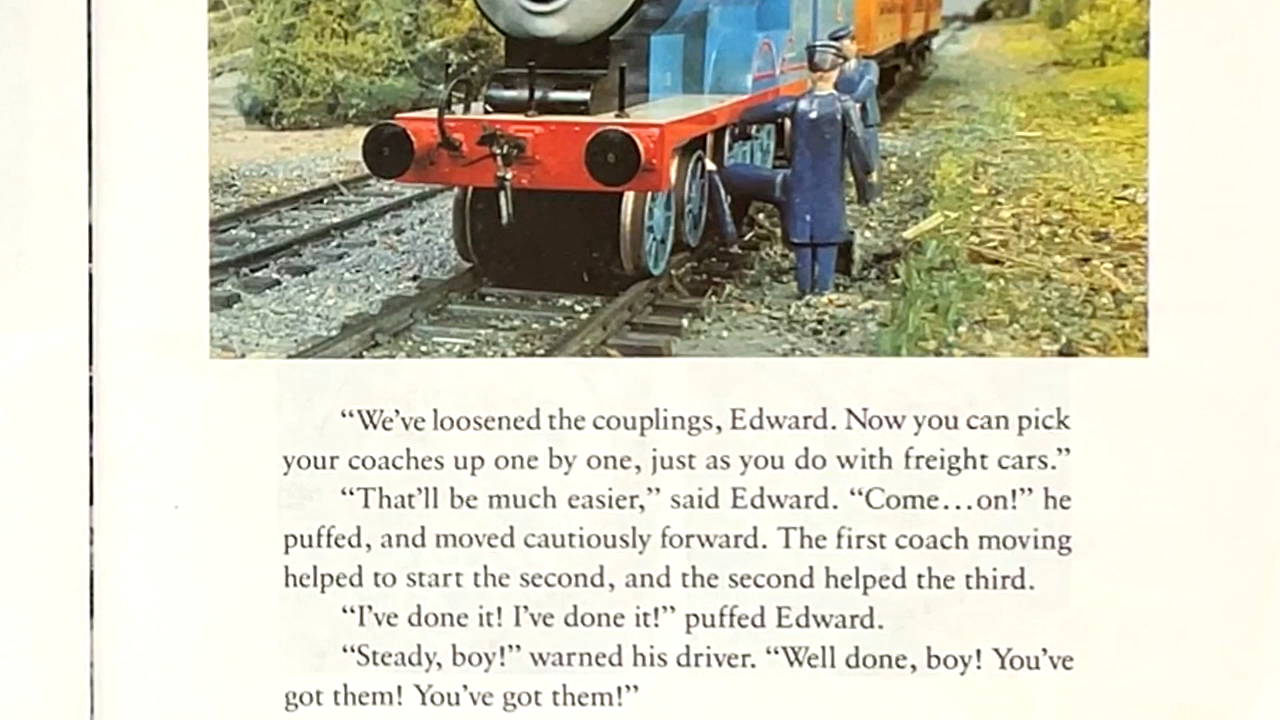 “We’ve loosened the couplings, Edward. Now you can pick
your coaches up one by one, just as you do with freight cars.”
“That’ll be much easier,” said Edward. “Come…on!” he
puffed, and moved cautiously forward. The first coach moving
helped to start the second, and the second helped the third.
“I’ve done it! I’ve done it!” puffed Edward.
“Steady, boy!” warned his driver. “Well done, boy! You’ve
got them! You’ve got them!”